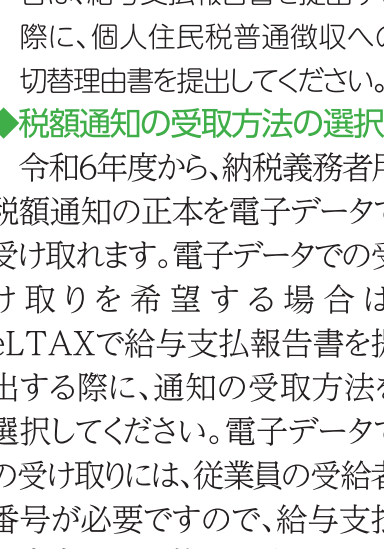 際に、個人住民税普通徴収への
切替理由書を提出してください。
◆税額通知の受取方法の選択
令和6年度から、納税義務者用
税額通知の正本を電子データで
受け取れます。電子データでの受
け取りを希望する場合は
eLTAXで給与支払報告書を提
出する際に、通知の受取方法を
選択してください。電子データで
の受け取りには、従業員の受給者
番号が必要ですので、給与支払